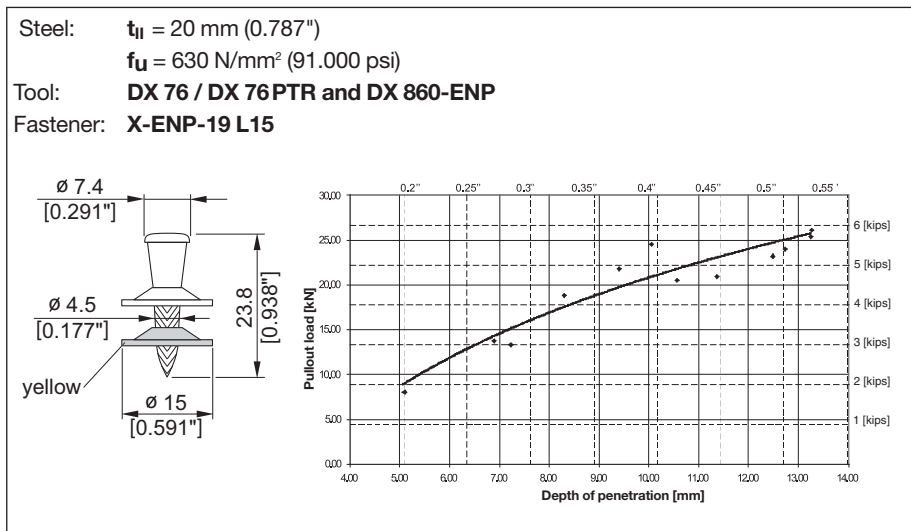 Steel: tII = 20 mm (0.787")
fu = 630 N/mm² (91.000 psi)
Tool: DX 76 / DX 76 PTR and DX 860-ENP
Fastener: X-ENP-19 L15
ø 7.4
[0.291"]
ø 4.5
[0.177"]
23.8
[0.938"]
yellow
ø 15
[0.591"]
0.2" 0.25" 0.3" 0.35" 0.4" 0.45" 0.5" 0.55'
30.00
25.00
20.00
15.00
10.00
5.00
0.00
Pullout load [kN]
6 [kips]
5 [kips]
4 [kips]
3 [kips]
2 [kips]
1 [kips]
4.00 5.00 6.00 7.00 8.00 9.00 10.00 11.00 12.00 13.00 14.00
Depth of penetration [mm]